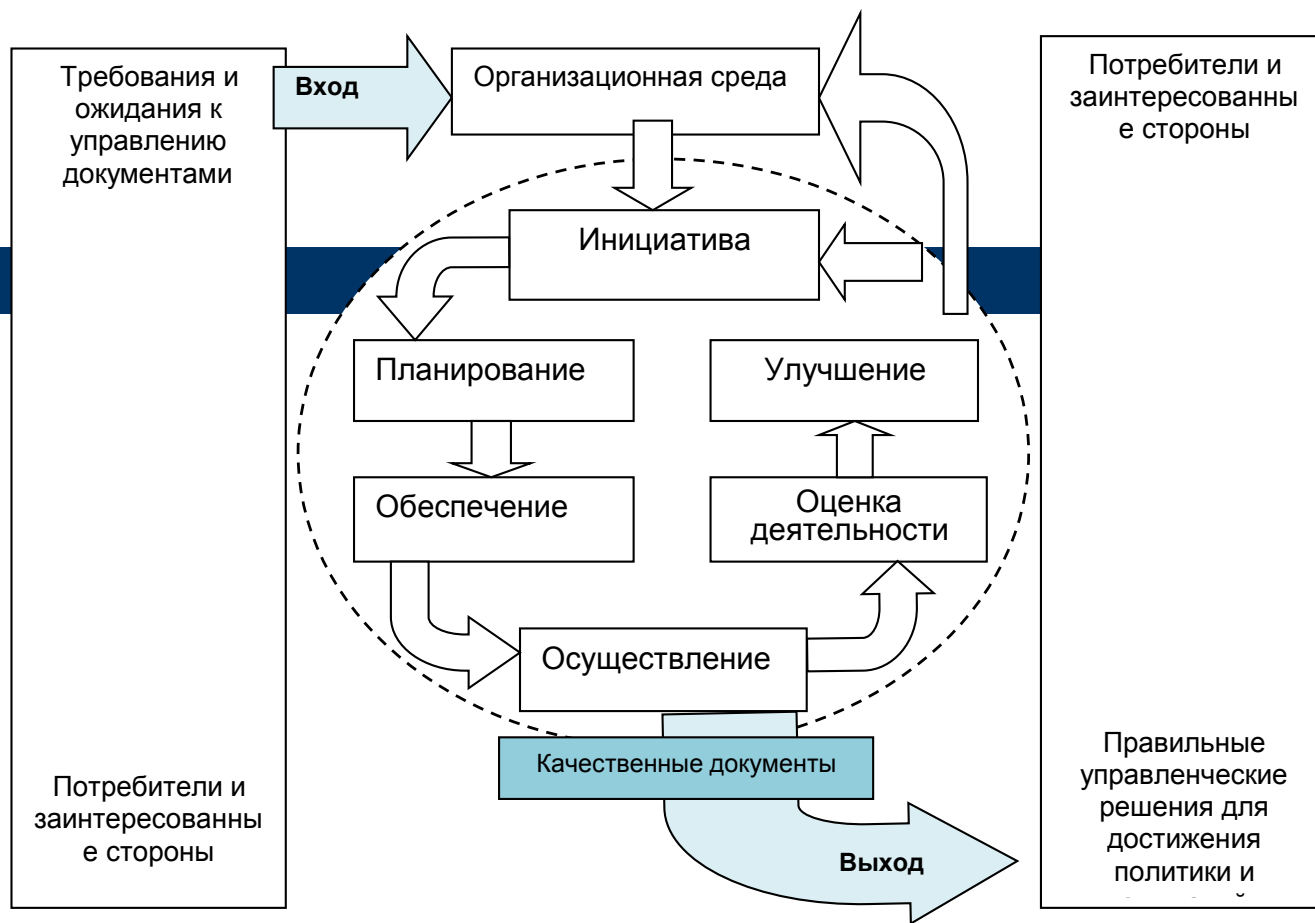 Требования и
ожидания к
управлению
документами
Потребители и
заинтересованны
е стороны
Вход
Организационная среда
Инициатива
Планирование
Улучшение
Обеспечение
Оценка
деятельности
Осуществление
Качественные документы
Выход
Потребители и
заинтересованны
е стороны
Правильные
управленческие
решения для
достижения
политики и